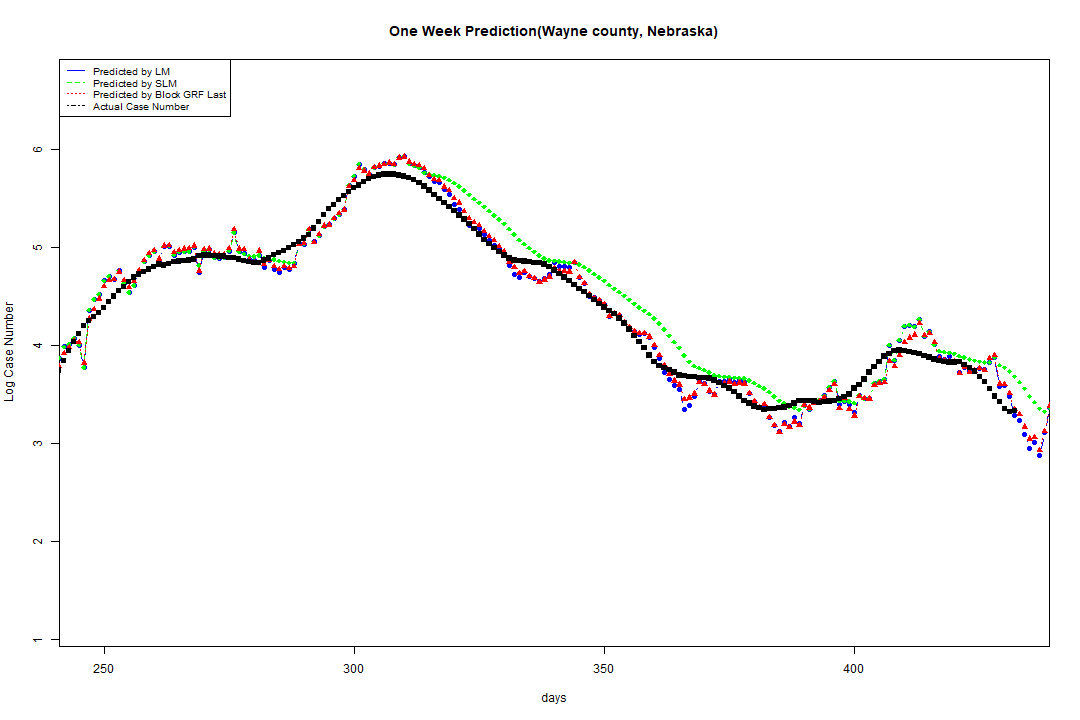 One Week Prediction(Wayne county, Nebraska)
Predicted by LM
Predicted by SLM
Predicted by Block GRF Last
Actual Case Number
6
5
4
3
2
1
Log Case Number
250 300 350 400
days